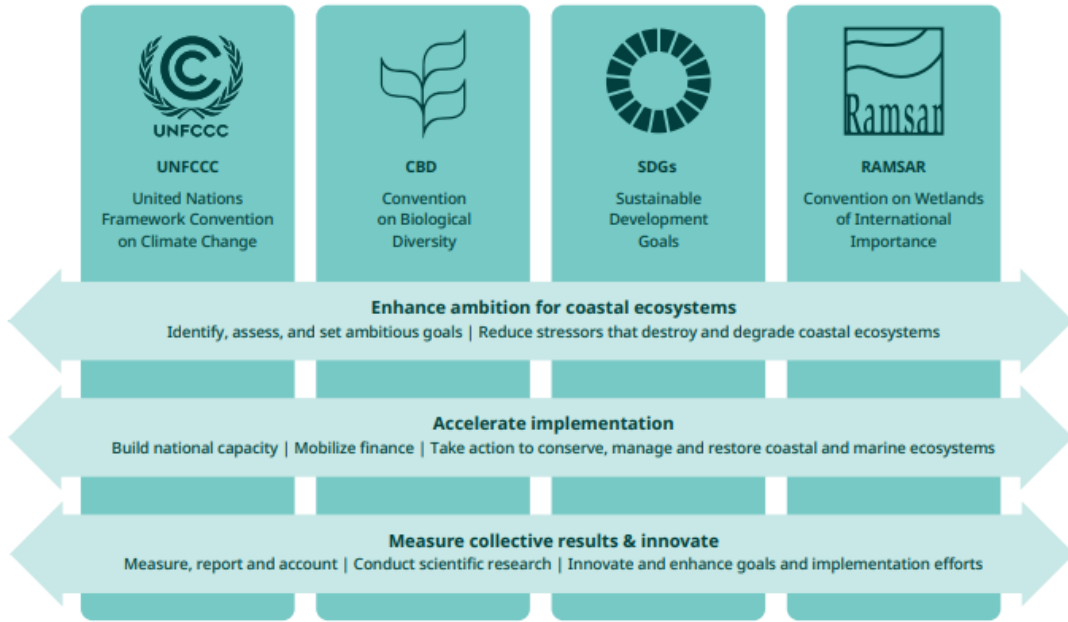 UNFCCC
Ramsar
UNFCCC
CBD
SDGs
RAMSAR
United Nations
Framework Convention
on Climate Change
Convention
on Biological
Diversity
Sustainable
Development
Goals
Convention on Wetlands
of International
Importance
Enhance ambition for coastal ecosystems
Identify, assess, and set ambitious goals | Reduce stressors that destroy and degrade coastal ecosystems
Accelerate implementation
Build national capacity | Mobilize finance | Take action to conserve, manage and restore coastal and marine ecosystems
Measure collective results & innovate
Measure, report and account | Conduct scientific research | Innovate and enhance goals and implementation efforts